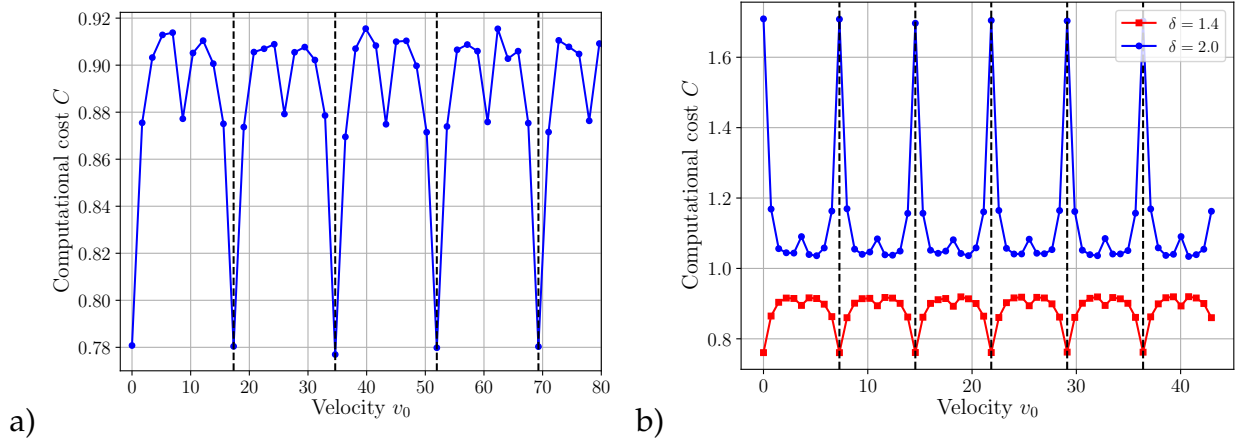 0.92
0.90
0.88
0.86
0.84
0.82
0.80
0.78
Computational cost C
0 10 20 30 40 50 60 70 80
Velocity v₀
a)
1.6
1.4
1.2
1.0
0.8
Computational cost C
0 10 20 30 40
Velocity v₀
δ = 1.4
δ = 2.0
b)